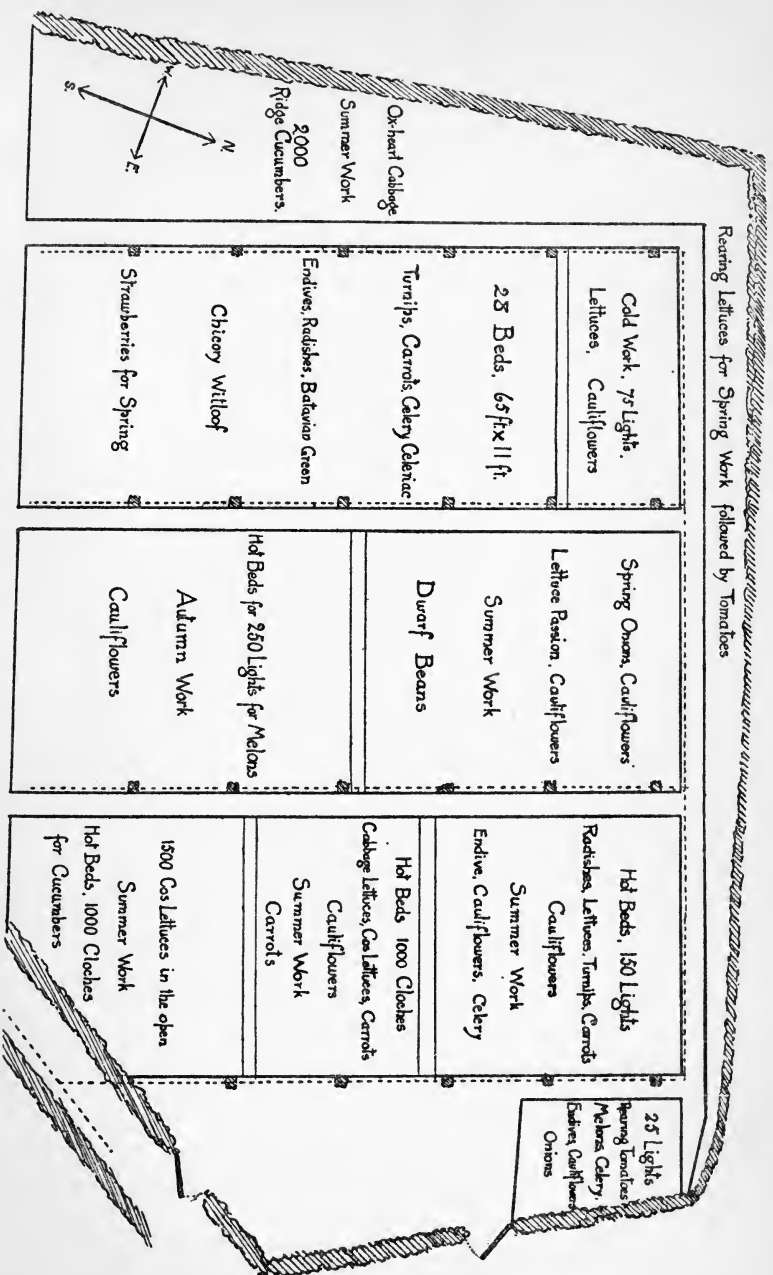 Rearing Lettuces for Spring Work followed by Tomatoes
Ox-heart Cabbage
Summer Work
2000
Ridge Cucumbers.
W.
N.
S.
E.
Cold Work, 75 Lights.
Lettuces, Cauliflowers
28 Beds, 65 ft x 11 ft.
Turnips, Carrots, Celery Celeriac
Endives, Radishes, Batavian Green
Chicory Witloof
Strawberries for Spring
Spring Onions, Cauliflowers
Lettuce Passion, Cauliflowers
Summer Work
Dwarf Beans
Hot Beds for 250 Lights for Melons
Autumn Work
Cauliflowers
Hot Beds, 150 Lights
Radishes, Lettuces, Turnips, Carrots
Cauliflowers
Summer Work
Endive, Cauliflowers, Celery
Hot Beds 1000 Cloches
Cabbage Lettuces, Cos Lettuces, Carrots
Cauliflowers
Summer Work
Carrots
1500 Cos Lettuces in the open
Summer Work
Hot Beds, 1000 Cloches
for Cucumbers
25 Lights
Rearing Tomatoes
Melons, Celery,
Endives, Cauliflowers
Onions